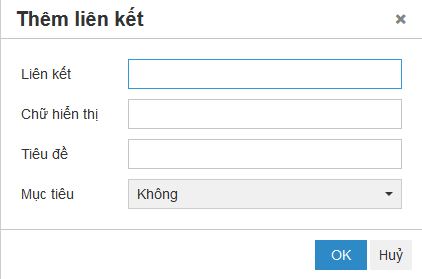 Thêm liên kết ×
Liên kết
Chữ hiển thị
Tiêu đề
Mục tiêu Không
OK Huỷ